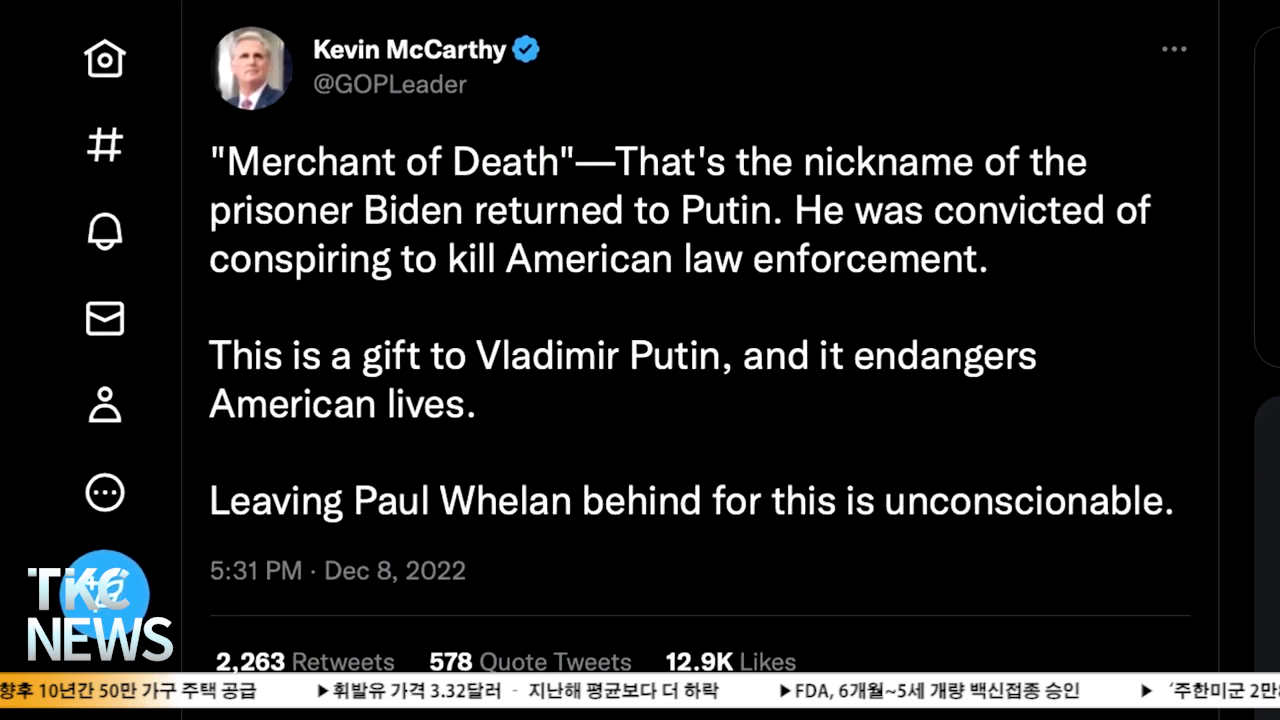 Kevin McCarthy
@GOPLeader
"Merchant of Death"—That's the nickname of the
prisoner Biden returned to Putin. He was convicted of
conspiring to kill American law enforcement.
This is a gift to Vladimir Putin, and it endangers
American lives.
Leaving Paul Whelan behind for this is unconscionable.
5:31 PM · Dec 8, 2022
2,263 Retweets 578 Quote Tweets 12.9K Likes
TKC
NEWS
향후 10년간 50만 가구 주택 공급 ▶휘발유 가격 3.32달러 - 지난해 평균보다 더 하락 ▶FDA, 6개월~5세 개량 백신접종 승인 ▶ ‘주한미군 2만